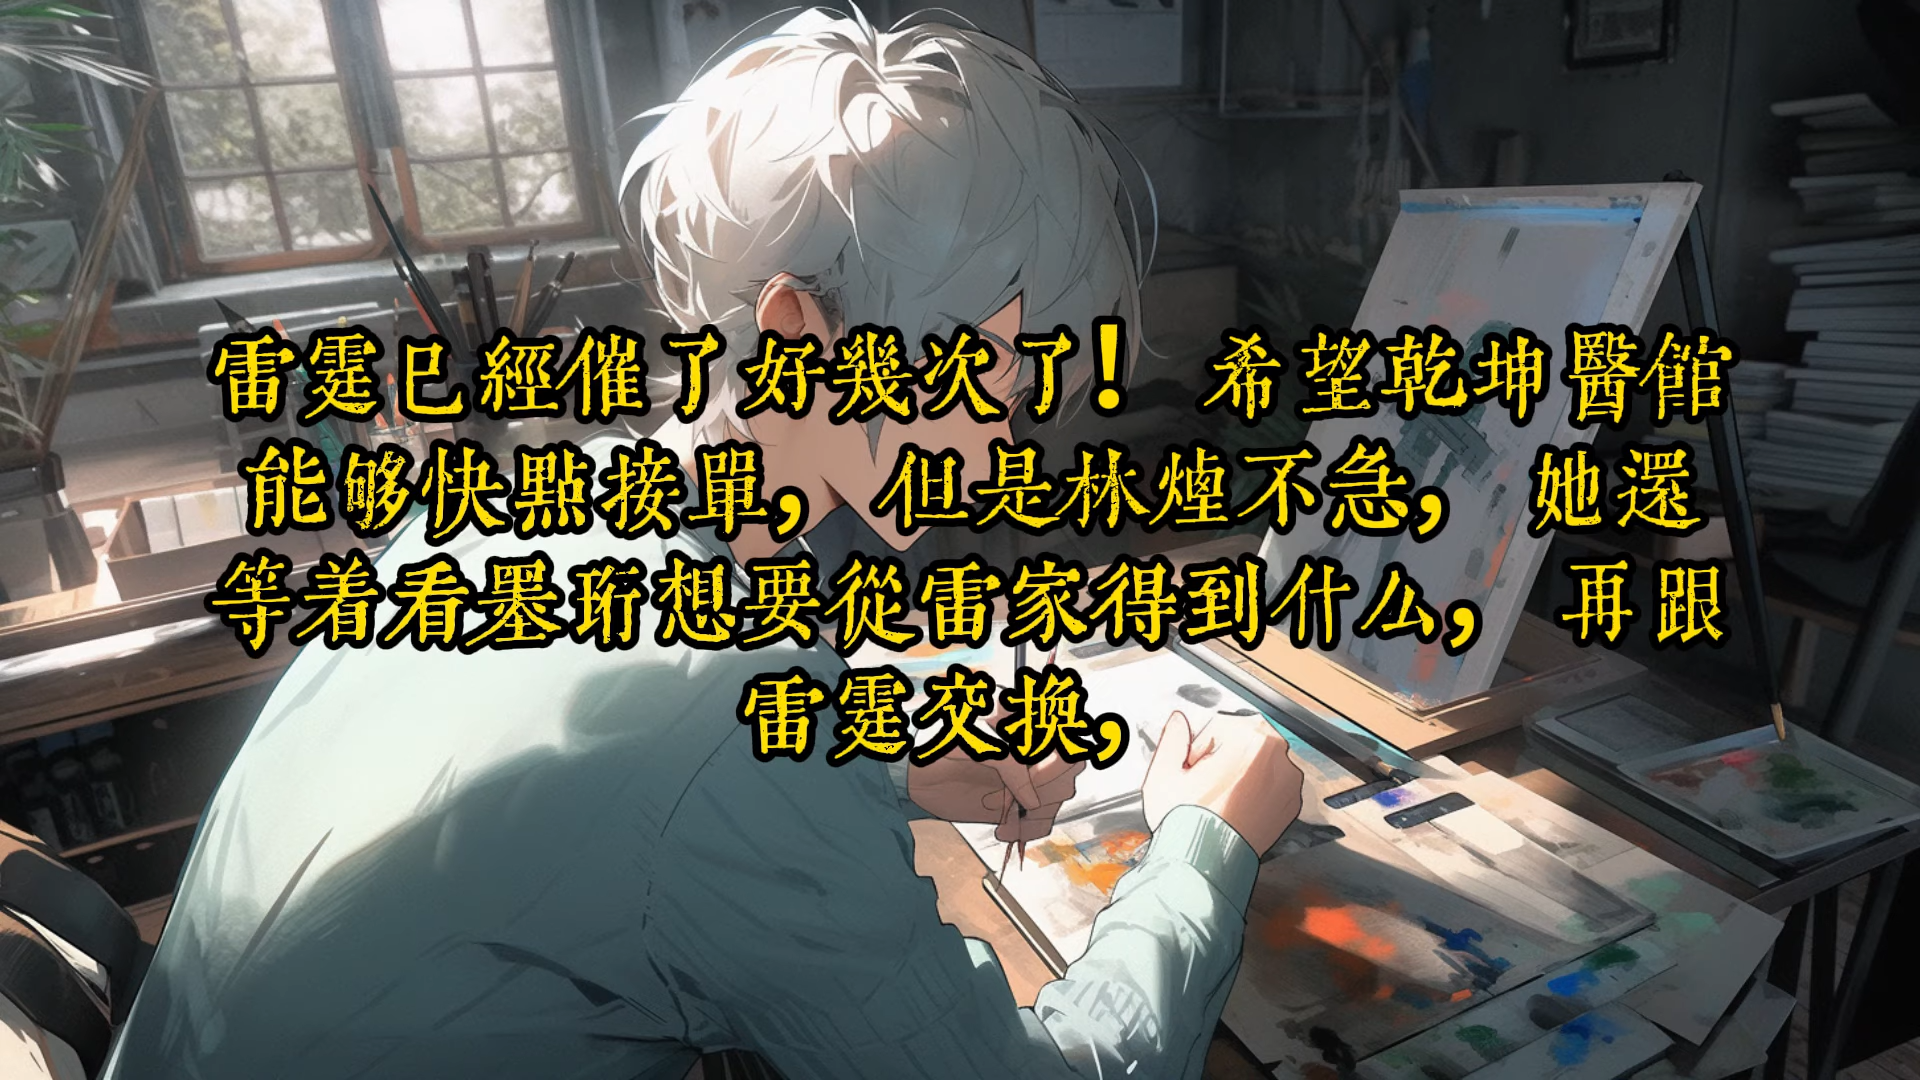 雷霆已經催了好幾次了！希望乾坤醫館
能够快點接單，但是林煙不急，她還
等着看墨珩想要從雷家得到什么，再跟
雷霆交換，